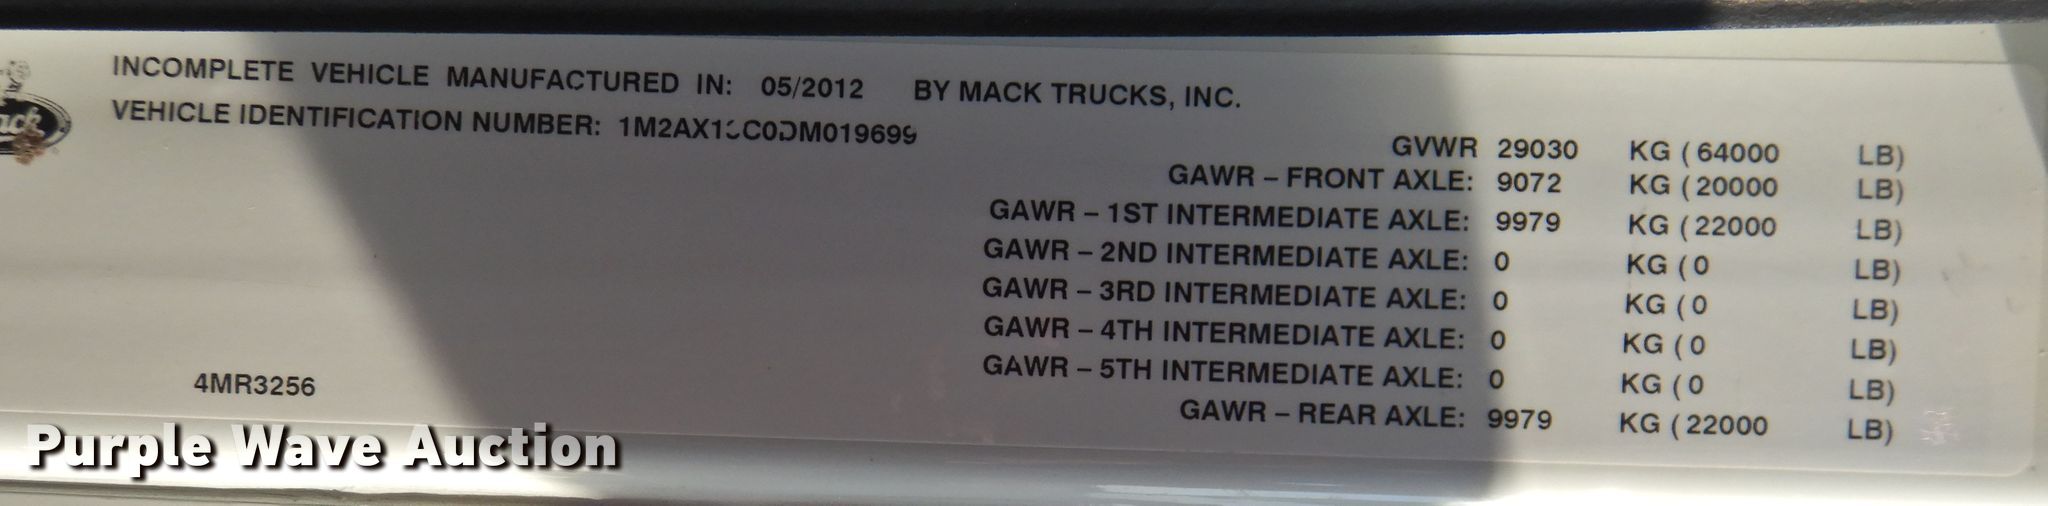 INCOMPLETE VEHICLE MANUFACTURED IN: 05/2012 BY MACK TRUCKS, INC.
VEHICLE IDENTIFICATION NUMBER:
GVWR 29030 KG (64000 LB)
GAWR – FRONT AXLE: 9072 KG (20000 LB)
GAWR – 1ST INTERMEDIATE AXLE: 9979 KG (22000 LB)
GAWR – 2ND INTERMEDIATE AXLE: 0 KG (0 LB)
GAWR – 3RD INTERMEDIATE AXLE: 0 KG (0 LB)
GAWR – 4TH INTERMEDIATE AXLE: 0 KG (0 LB)
GAWR – 5TH INTERMEDIATE AXLE: 0 KG (0 LB)
GAWR – REAR AXLE: 9979 KG (22000 LB)
4MR3256
Purple Wave Auction